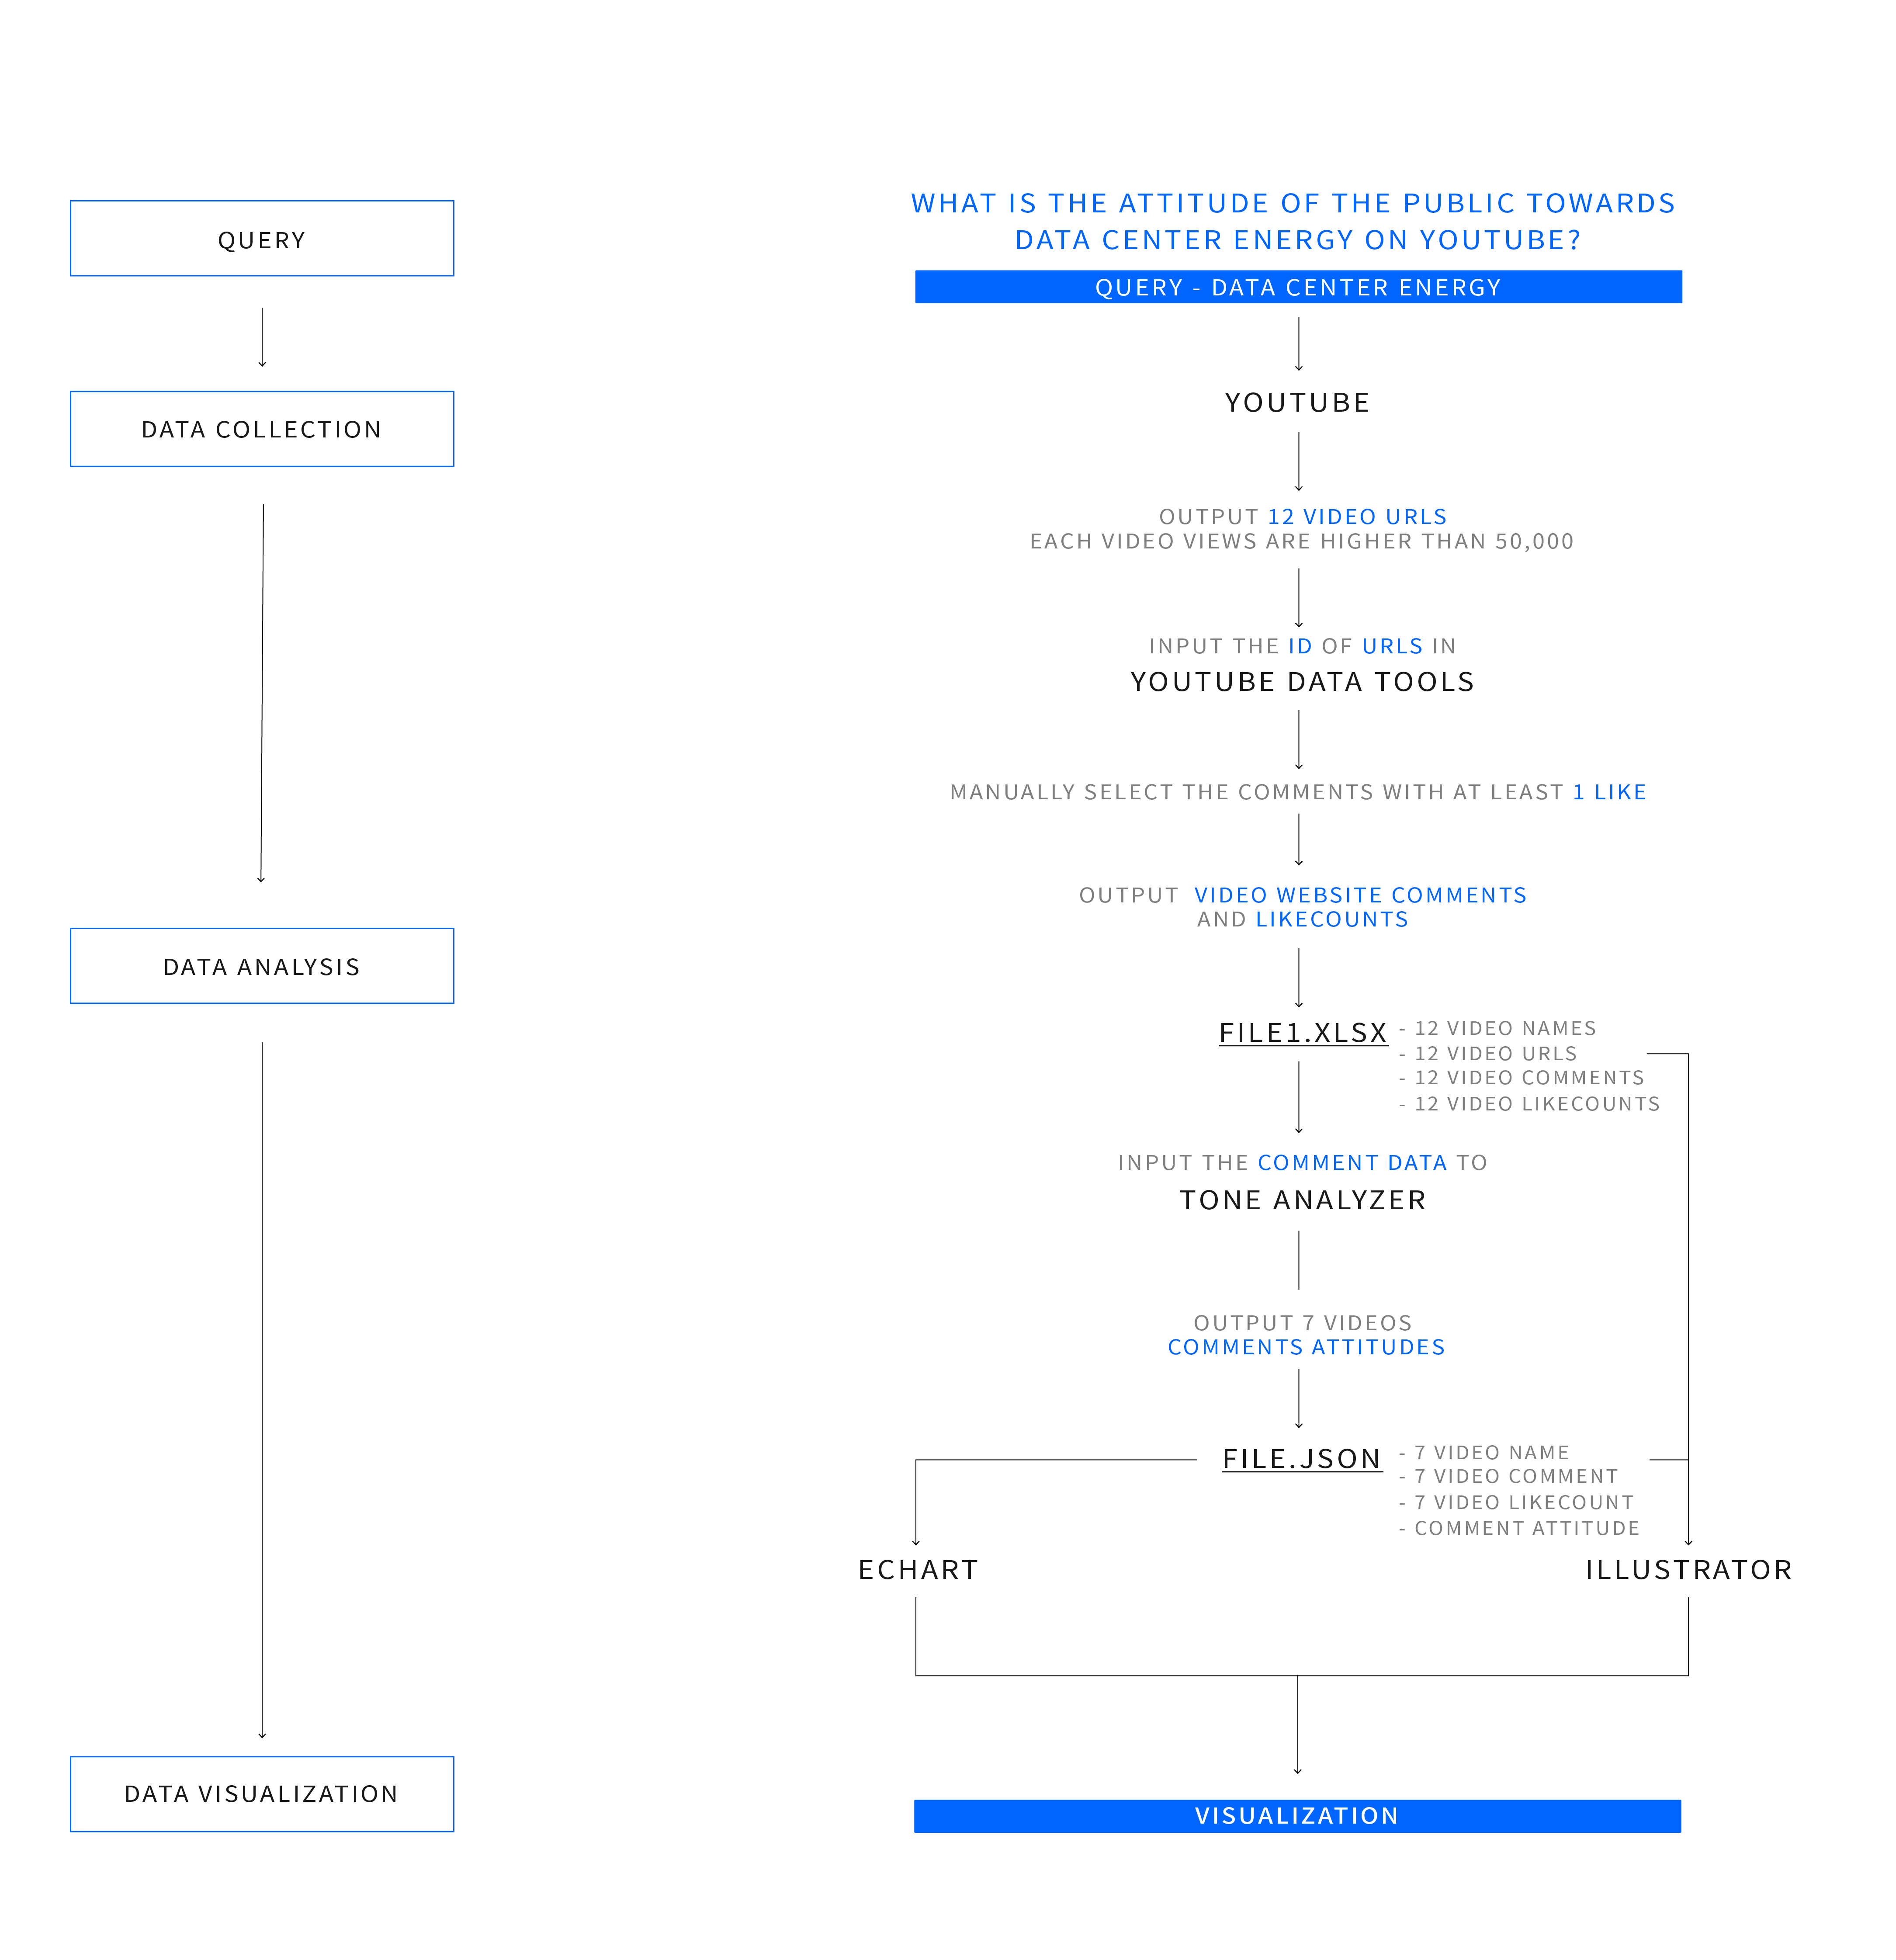 QUERY
DATA COLLECTION
DATA ANALYSIS
DATA VISUALIZATION
WHAT IS THE ATTITUDE OF THE PUBLIC TOWARDS
DATA CENTER ENERGY ON YOUTUBE?
QUERY - DATA CENTER ENERGY
YOUTUBE
OUTPUT 12 VIDEO URLS
EACH VIDEO VIEWS ARE HIGHER THAN 50,000
INPUT THE ID OF URLS IN
YOUTUBE DATA TOOLS
MANUALLY SELECT THE COMMENTS WITH AT LEAST 1 LIKE
OUTPUT VIDEO WEBSITE COMMENTS
AND LIKECOUNTS
FILE1.XLSX
- 12 VIDEO NAMES
- 12 VIDEO URLS
- 12 VIDEO COMMENTS
- 12 VIDEO LIKECOUNTS
INPUT THE COMMENT DATA TO
TONE ANALYZER
OUTPUT 7 VIDEOS
COMMENTS ATTITUDES
FILE.JSON
- 7 VIDEO NAME
- 7 VIDEO COMMENT
- 7 VIDEO LIKECOUNT
- COMMENT ATTITUDE
ECHART
ILLUSTRATOR
VISUALIZATION